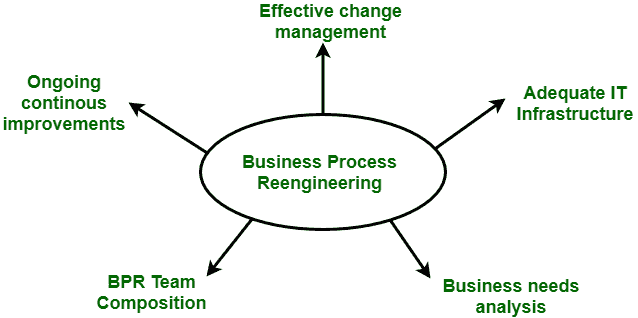 Effective change
management
Ongoing
continous
improvements
Adequate IT
Infrastructure
Business Process
Reengineering
BPR Team
Composition
Business needs
analysis